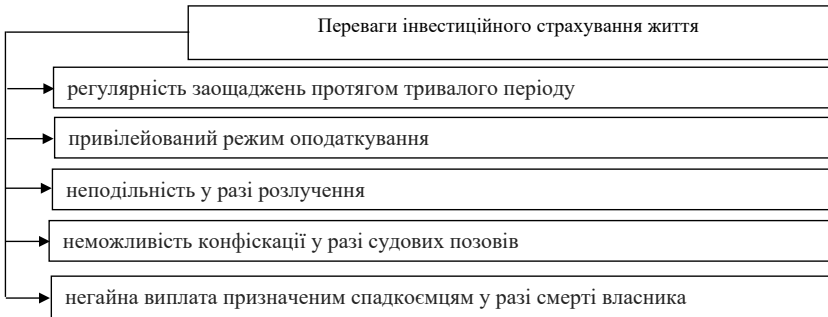 Переваги інвестиційного страхування життя
регулярність заощаджень протягом тривалого періоду
привілейований режим оподаткування
неподільність у разі розлучення
неможливість конфіскації у разі судових позовів
негайна виплата призначеним спадкоємцям у разі смерті власника